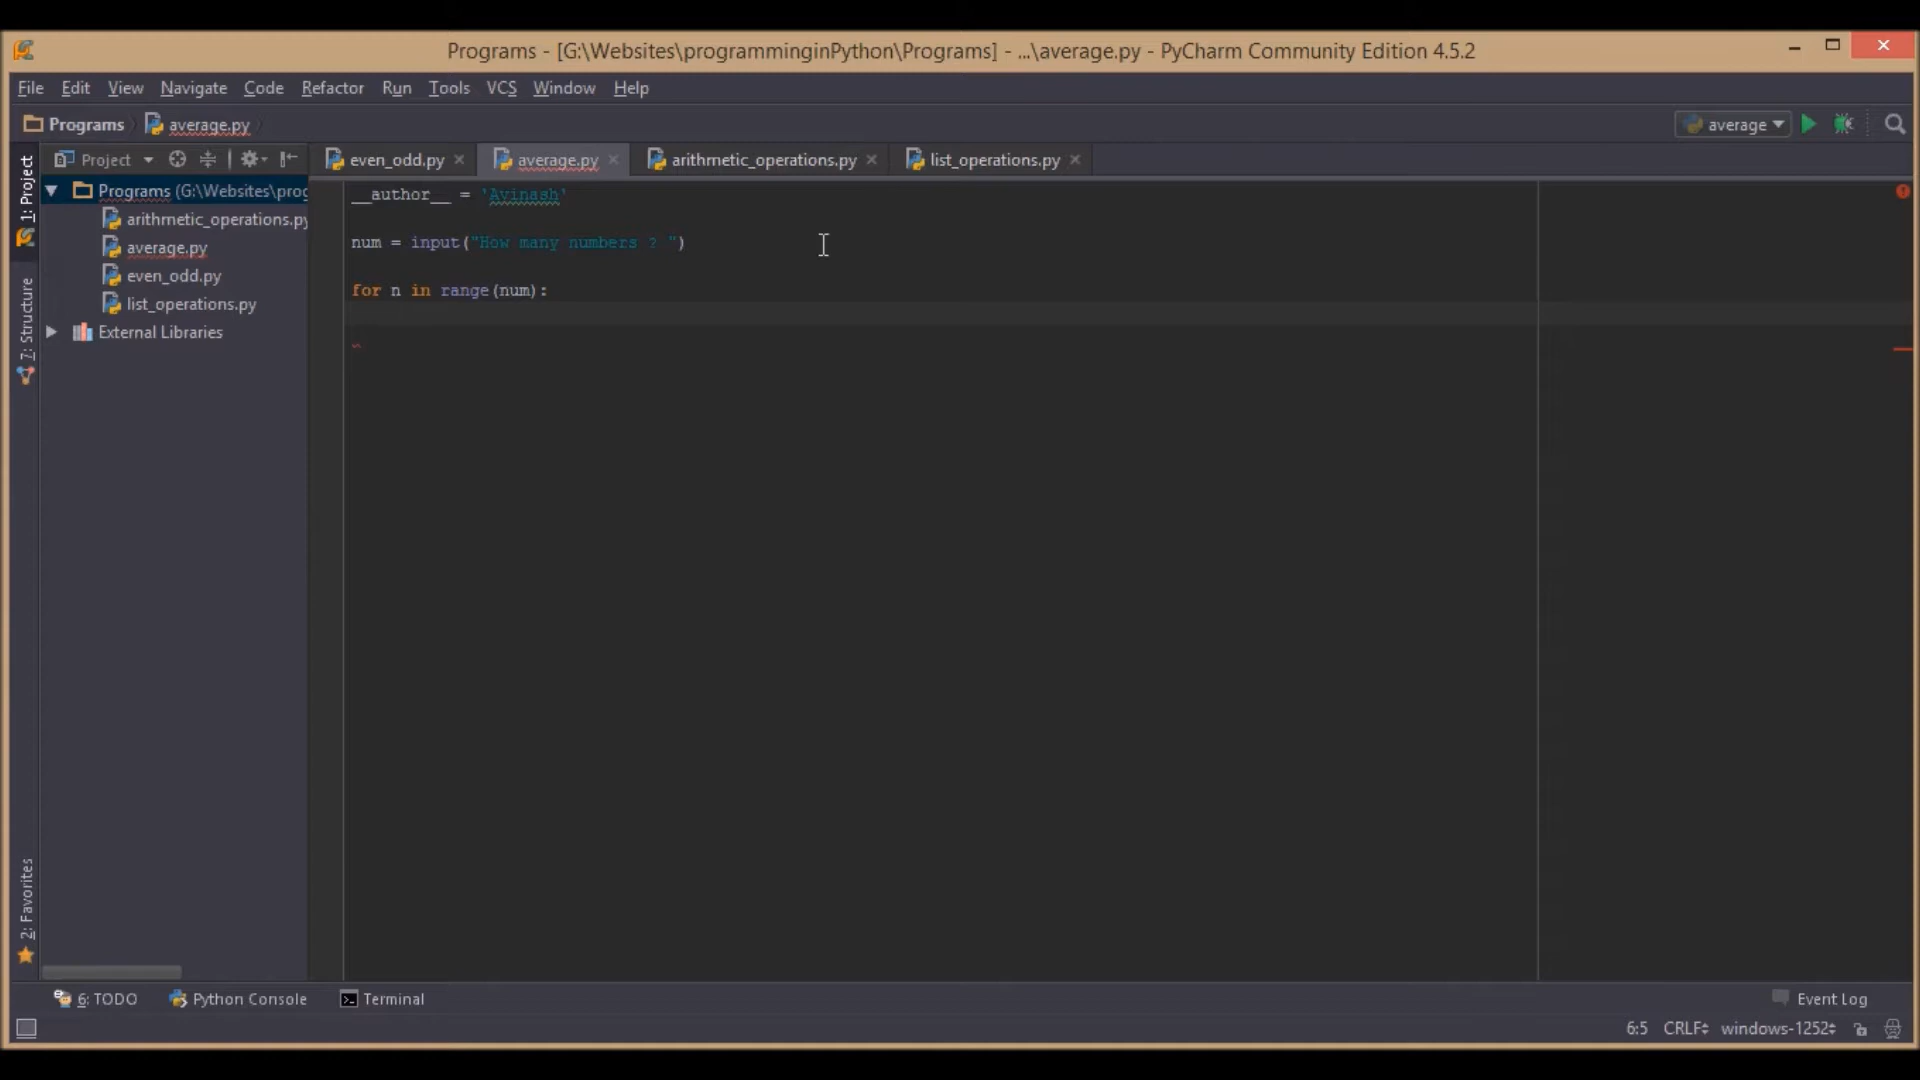 Programs - [G:\Websites\programminginPython\Programs] - ...\average.py - PyCharm Community Edition 4.5.2
File Edit View Navigate Code Refactor Run Tools VCS Window Help
Programs average.py average
1: Project
Project even_odd.py average.py arithmetic_operations.py list_operations.py
Programs (G:\Websites\prog
arithmetic_operations.py
average.py
even_odd.py
list_operations.py
External Libraries
__author__ = 'Avinash'
num = input("How many numbers ? ")
for n in range(num):
7: Structure
2: Favorites
6: TODO Python Console Terminal Event Log
6:5 CRLF windows-1252